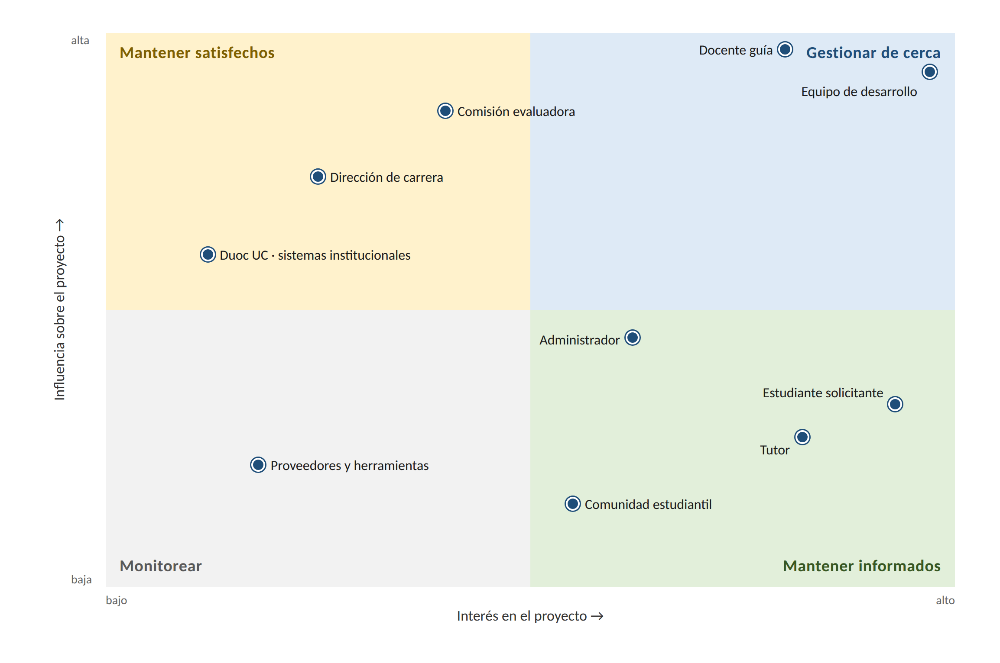 alta
Mantener satisfechos
Docente guía
Gestionar de cerca
Equipo de desarrollo
Comisión evaluadora
Dirección de carrera
Duoc UC · sistemas institucionales
Influencia sobre el proyecto →
Administrador
Estudiante solicitante
Tutor
Proveedores y herramientas
Comunidad estudiantil
Monitorear
Mantener informados
baja
bajo
alto
Interés en el proyecto →